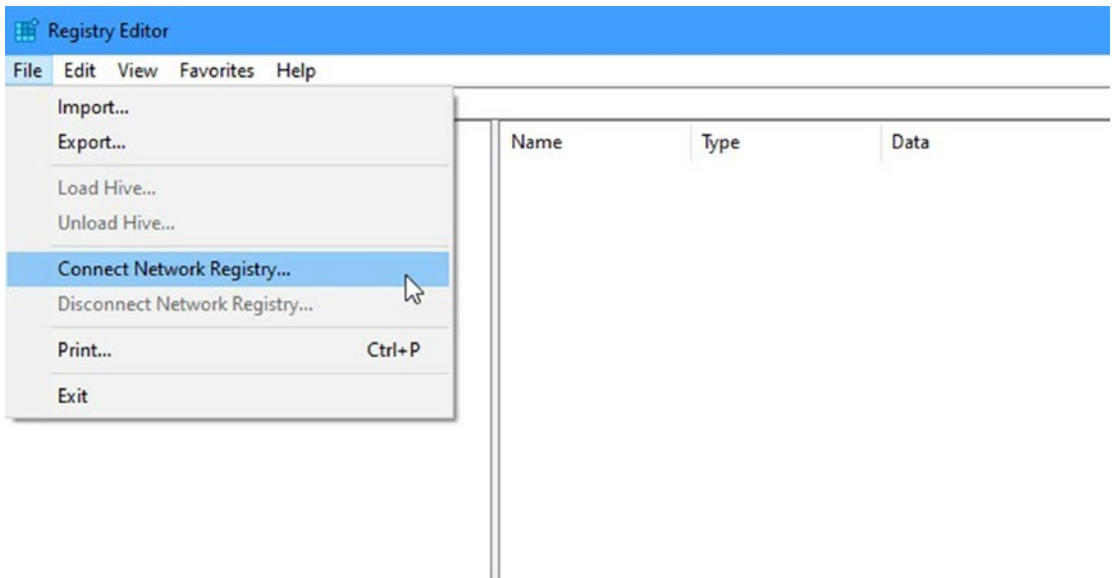 Registry Editor
File Edit View Favorites Help
Import...
Export...
Name Type Data
Load Hive...
Unload Hive...
Connect Network Registry...
Disconnect Network Registry...
Print... Ctrl+P
Exit